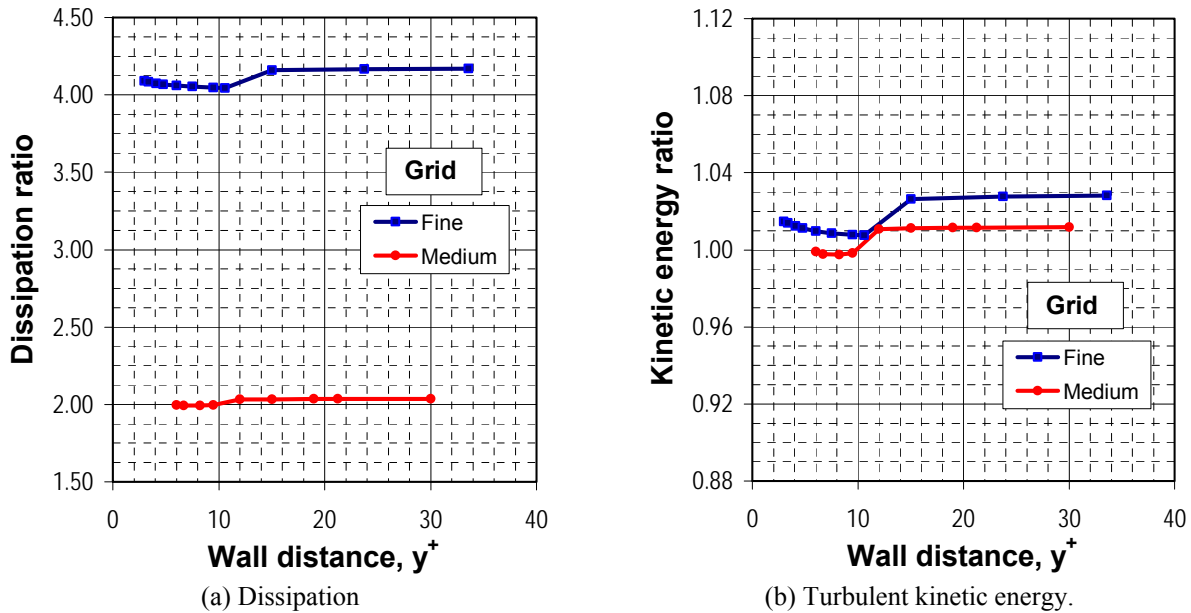 4.50
4.00
3.50
3.00
2.50
2.00
1.50
0
10
20
30
40
Dissipation ratio
Wall distance, y+
Grid
Fine
Medium
(a) Dissipation
1.12
1.08
1.04
1.00
0.96
0.92
0.88
0
10
20
30
40
Kinetic energy ratio
Wall distance, y+
Grid
Fine
Medium
(b) Turbulent kinetic energy.